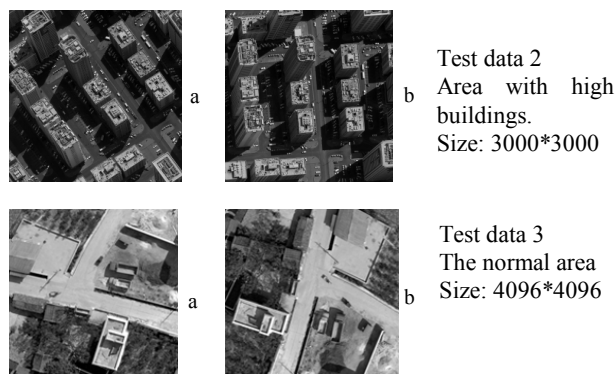 a
b
Test data 2
Area with high
buildings.
Size: 3000*3000
a
b
Test data 3
The normal area
Size: 4096*4096